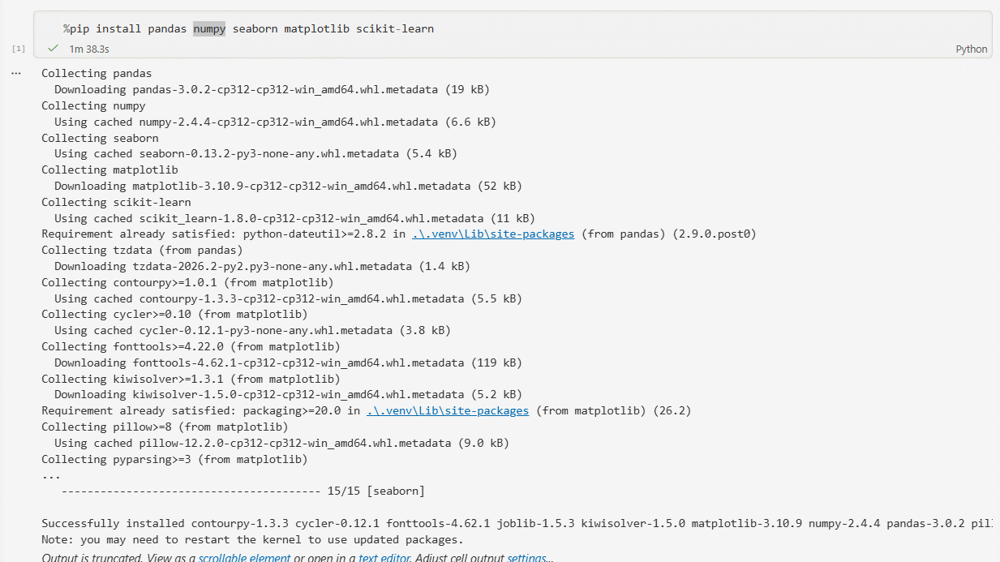 %pip install pandas numpy seaborn matplotlib scikit-learn
[1]
1m 38.3s
Python
...
Collecting pandas
Downloading pandas-3.0.2-cp312-cp312-win_amd64.whl.metadata (19 kB)
Collecting numpy
Using cached numpy-2.4.4-cp312-cp312-win_amd64.whl.metadata (6.6 kB)
Collecting seaborn
Using cached seaborn-0.13.2-py3-none-any.whl.metadata (5.4 kB)
Collecting matplotlib
Downloading matplotlib-3.10.9-cp312-cp312-win_amd64.whl.metadata (52 kB)
Collecting scikit-learn
Using cached scikit_learn-1.8.0-cp312-cp312-win_amd64.whl.metadata (11 kB)
Requirement already satisfied: python-dateutil>=2.8.2 in .\.venv\Lib\site-packages (from pandas) (2.9.0.post0)
Collecting tzdata (from pandas)
Downloading tzdata-2026.2-py2.py3-none-any.whl.metadata (1.4 kB)
Collecting contourpy>=1.0.1 (from matplotlib)
Using cached contourpy-1.3.3-cp312-cp312-win_amd64.whl.metadata (5.5 kB)
Collecting cycler>=0.10 (from matplotlib)
Using cached cycler-0.12.1-py3-none-any.whl.metadata (3.8 kB)
Collecting fonttools>=4.22.0 (from matplotlib)
Downloading fonttools-4.62.1-cp312-cp312-win_amd64.whl.metadata (119 kB)
Collecting kiwisolver>=1.3.1 (from matplotlib)
Downloading kiwisolver-1.5.0-cp312-cp312-win_amd64.whl.metadata (5.2 kB)
Requirement already satisfied: packaging>=20.0 in .\.venv\Lib\site-packages (from matplotlib) (26.2)
Collecting pillow>=8 (from matplotlib)
Using cached pillow-12.2.0-cp312-cp312-win_amd64.whl.metadata (9.0 kB)
Collecting pyparsing>=3 (from matplotlib)
...
---------------------------------------- 15/15 [seaborn]
Successfully installed contourpy-1.3.3 cycler-0.12.1 fonttools-4.62.1 joblib-1.5.3 kiwisolver-1.5.0 matplotlib-3.10.9 numpy-2.4.4 pandas-3.0.2 pil
Note: you may need to restart the kernel to use updated packages.
Output is truncated. View as a scrollable element or open in a text editor. Adjust cell output settings...